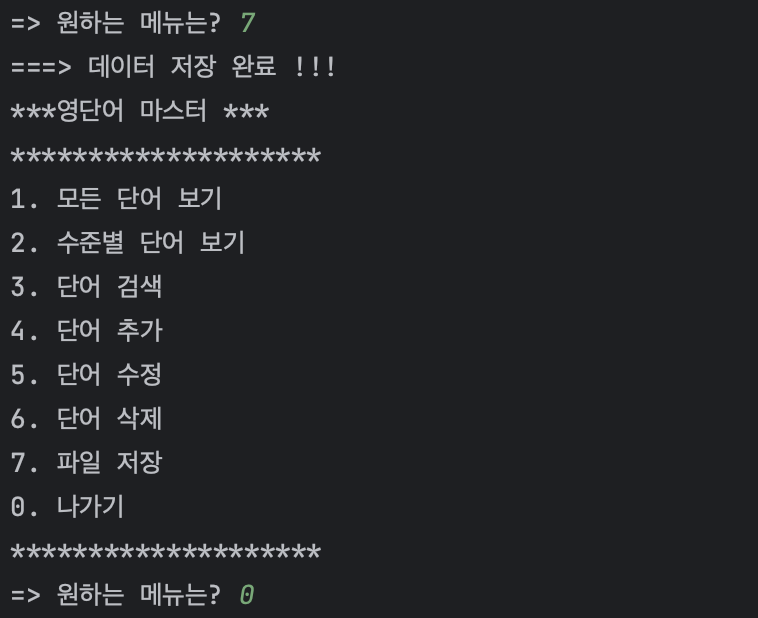 => 원하는 메뉴는? 7
===> 데이터 저장 완료 !!!
***영단어 마스터 ***
********************
1. 모든 단어 보기
2. 수준별 단어 보기
3. 단어 검색
4. 단어 추가
5. 단어 수정
6. 단어 삭제
7. 파일 저장
0. 나가기
********************
=> 원하는 메뉴는? 0